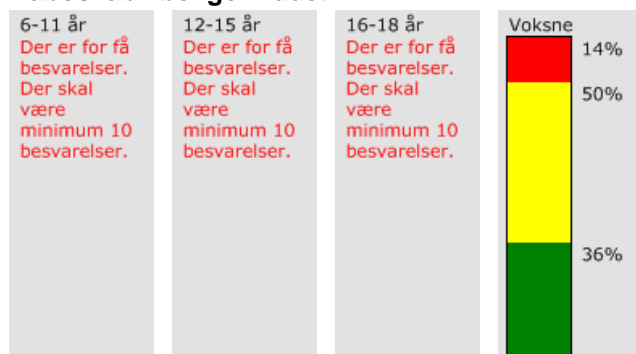 6-11 år
Der er for få
besvarelser.
Der skal
være
minimum 10
besvarelser.
12-15 år
Der er for få
besvarelser.
Der skal
være
minimum 10
besvarelser.
16-18 år
Der er for få
besvarelser.
Der skal
være
minimum 10
besvarelser.
Voksne
14%
50%
36%